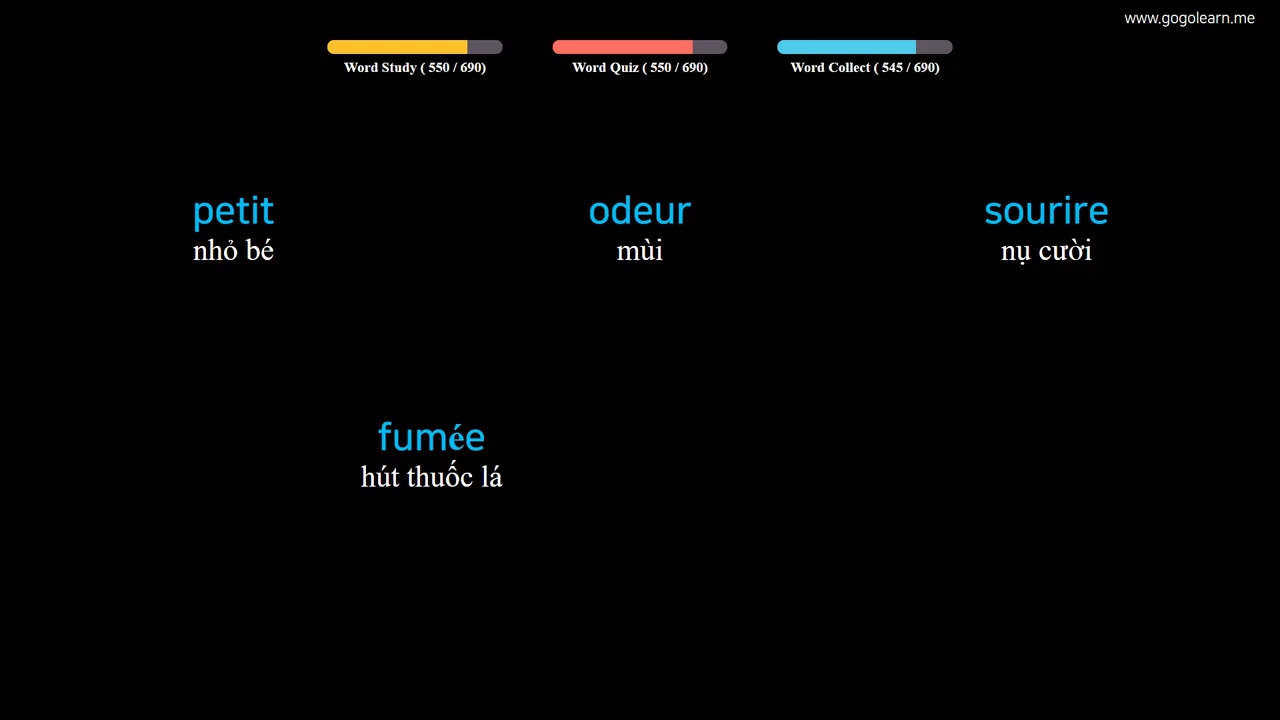 www.gogolearn.me
Word Study ( 550 / 690)
Word Quiz ( 550 / 690)
Word Collect ( 545 / 690)
petit
nhỏ bé
odeur
mùi
sourire
nụ cười
fumée
hút thuốc lá